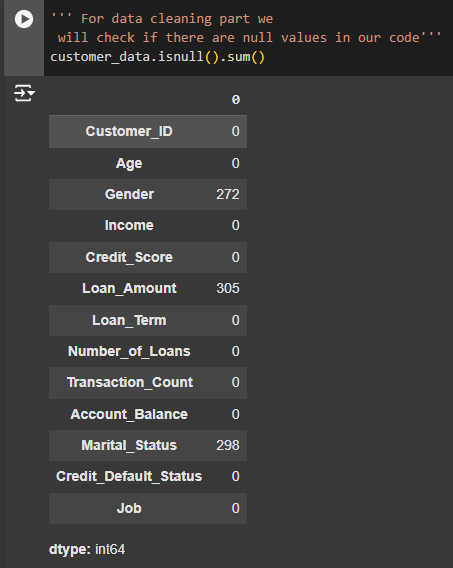 ''' For data cleaning part we
will check if there are null values in our code'''
customer_data.isnull().sum()
0
Customer_ID 0
Age 0
Gender 272
Income 0
Credit_Score 0
Loan_Amount 305
Loan_Term 0
Number_of_Loans 0
Transaction_Count 0
Account_Balance 0
Marital_Status 298
Credit_Default_Status 0
Job 0
dtype: int64